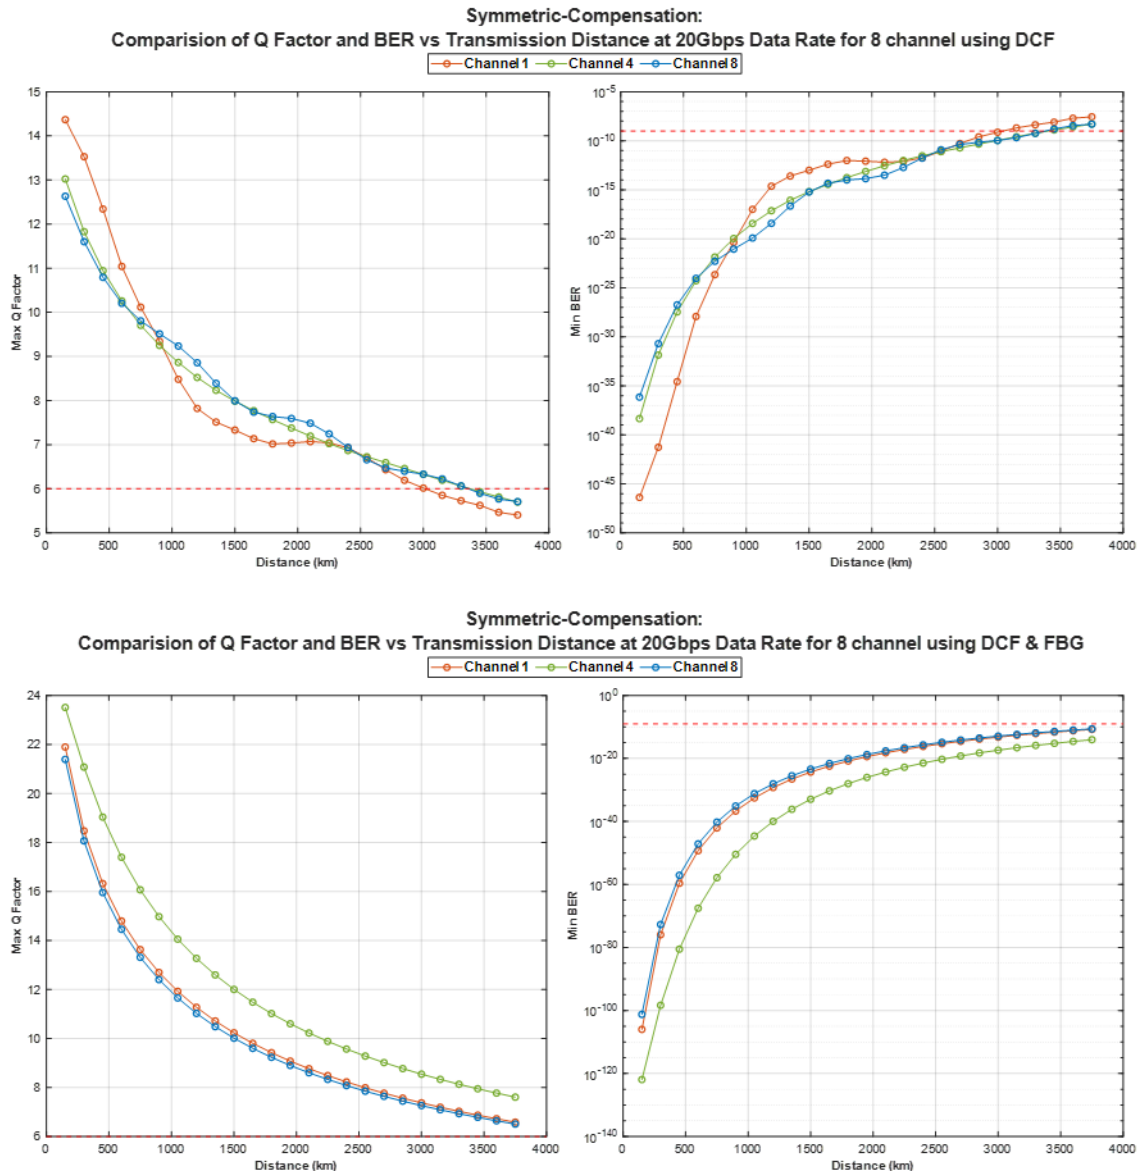 Symmetric-Compensation:
Comparision of Q Factor and BER vs Transmission Distance at 20Gbps Data Rate for 8 channel using DCF
Channel 1 Channel 4 Channel 8
15
14
13
12
11
10
9
8
7
6
5
Max Q Factor
0 500 1000 1500 2000 2500 3000 3500 4000
Distance (km)
10^-5
10^-10
10^-15
10^-20
10^-25
10^-30
10^-35
10^-40
10^-45
10^-50
Min BER
0 500 1000 1500 2000 2500 3000 3500 4000
Distance (km)
Symmetric-Compensation:
Comparision of Q Factor and BER vs Transmission Distance at 20Gbps Data Rate for 8 channel using DCF & FBG
Channel 1 Channel 4 Channel 8
24
22
20
18
16
14
12
10
8
6
Max Q Factor
0 500 1000 1500 2000 2500 3000 3500 4000
Distance (km)
10^0
10^-20
10^-40
10^-60
10^-80
10^-100
10^-120
10^-140
Min BER
0 500 1000 1500 2000 2500 3000 3500 4000
Distance (km)